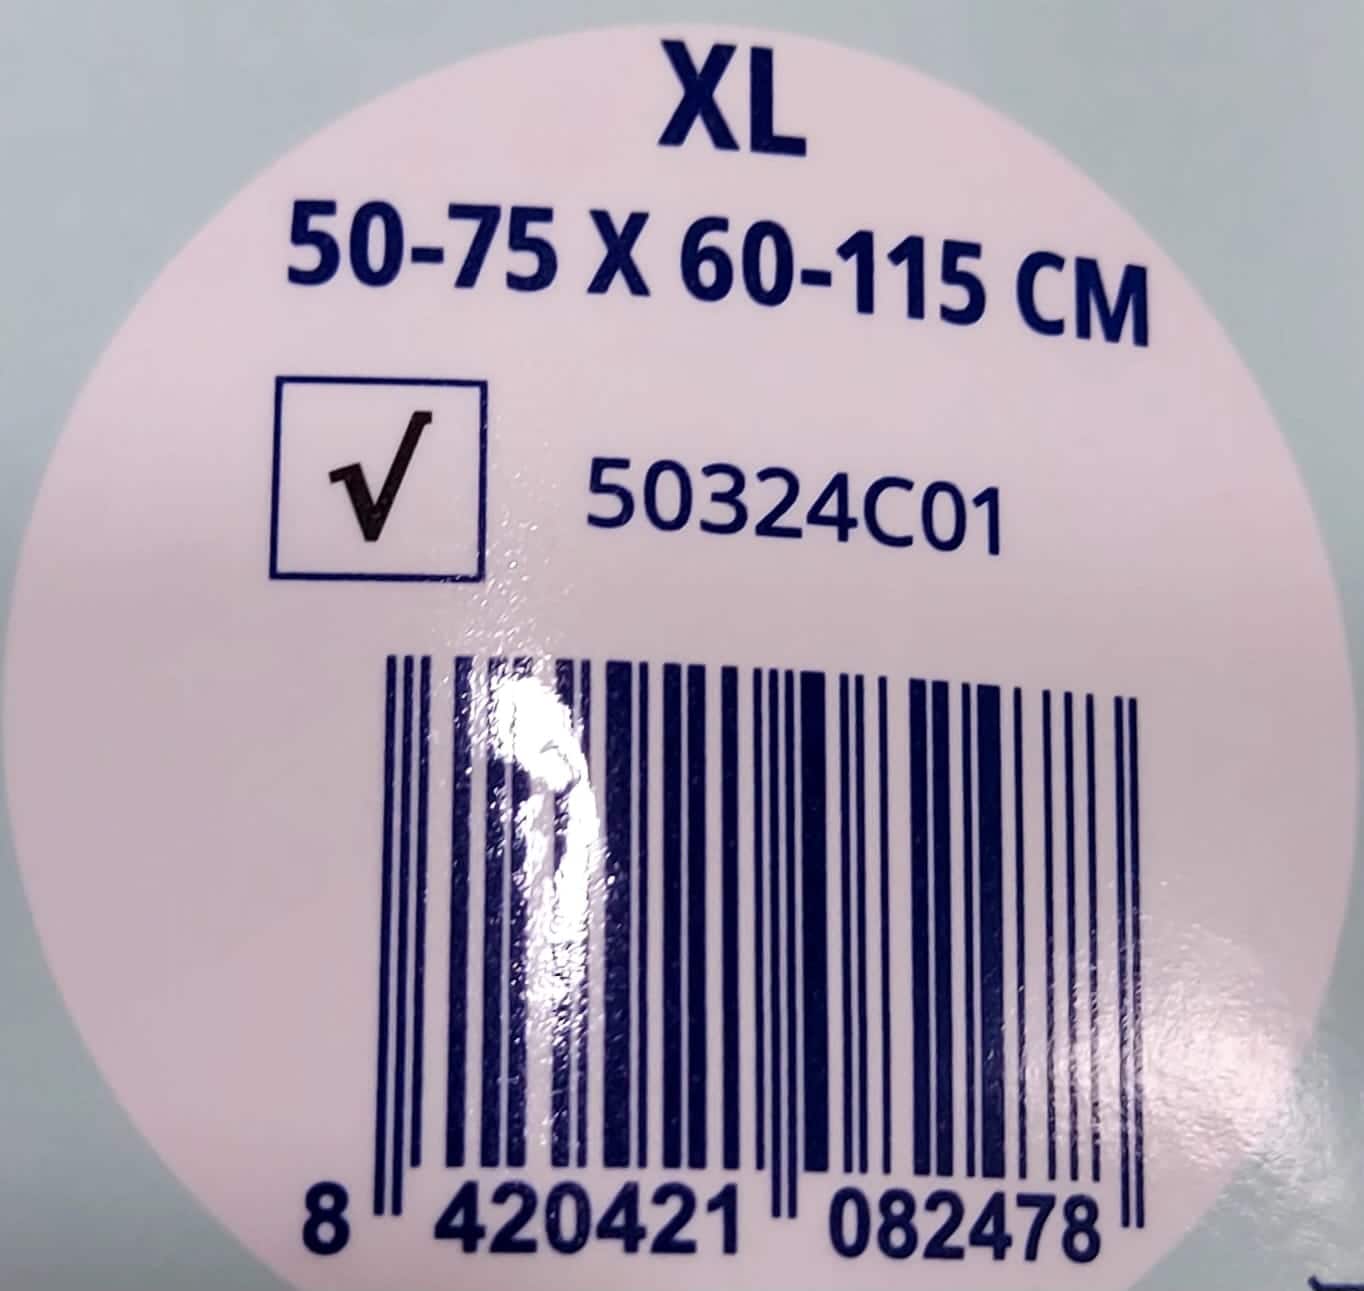 XL
50-75 X 60-115 CM
√ 50324C01
8 420421 082478